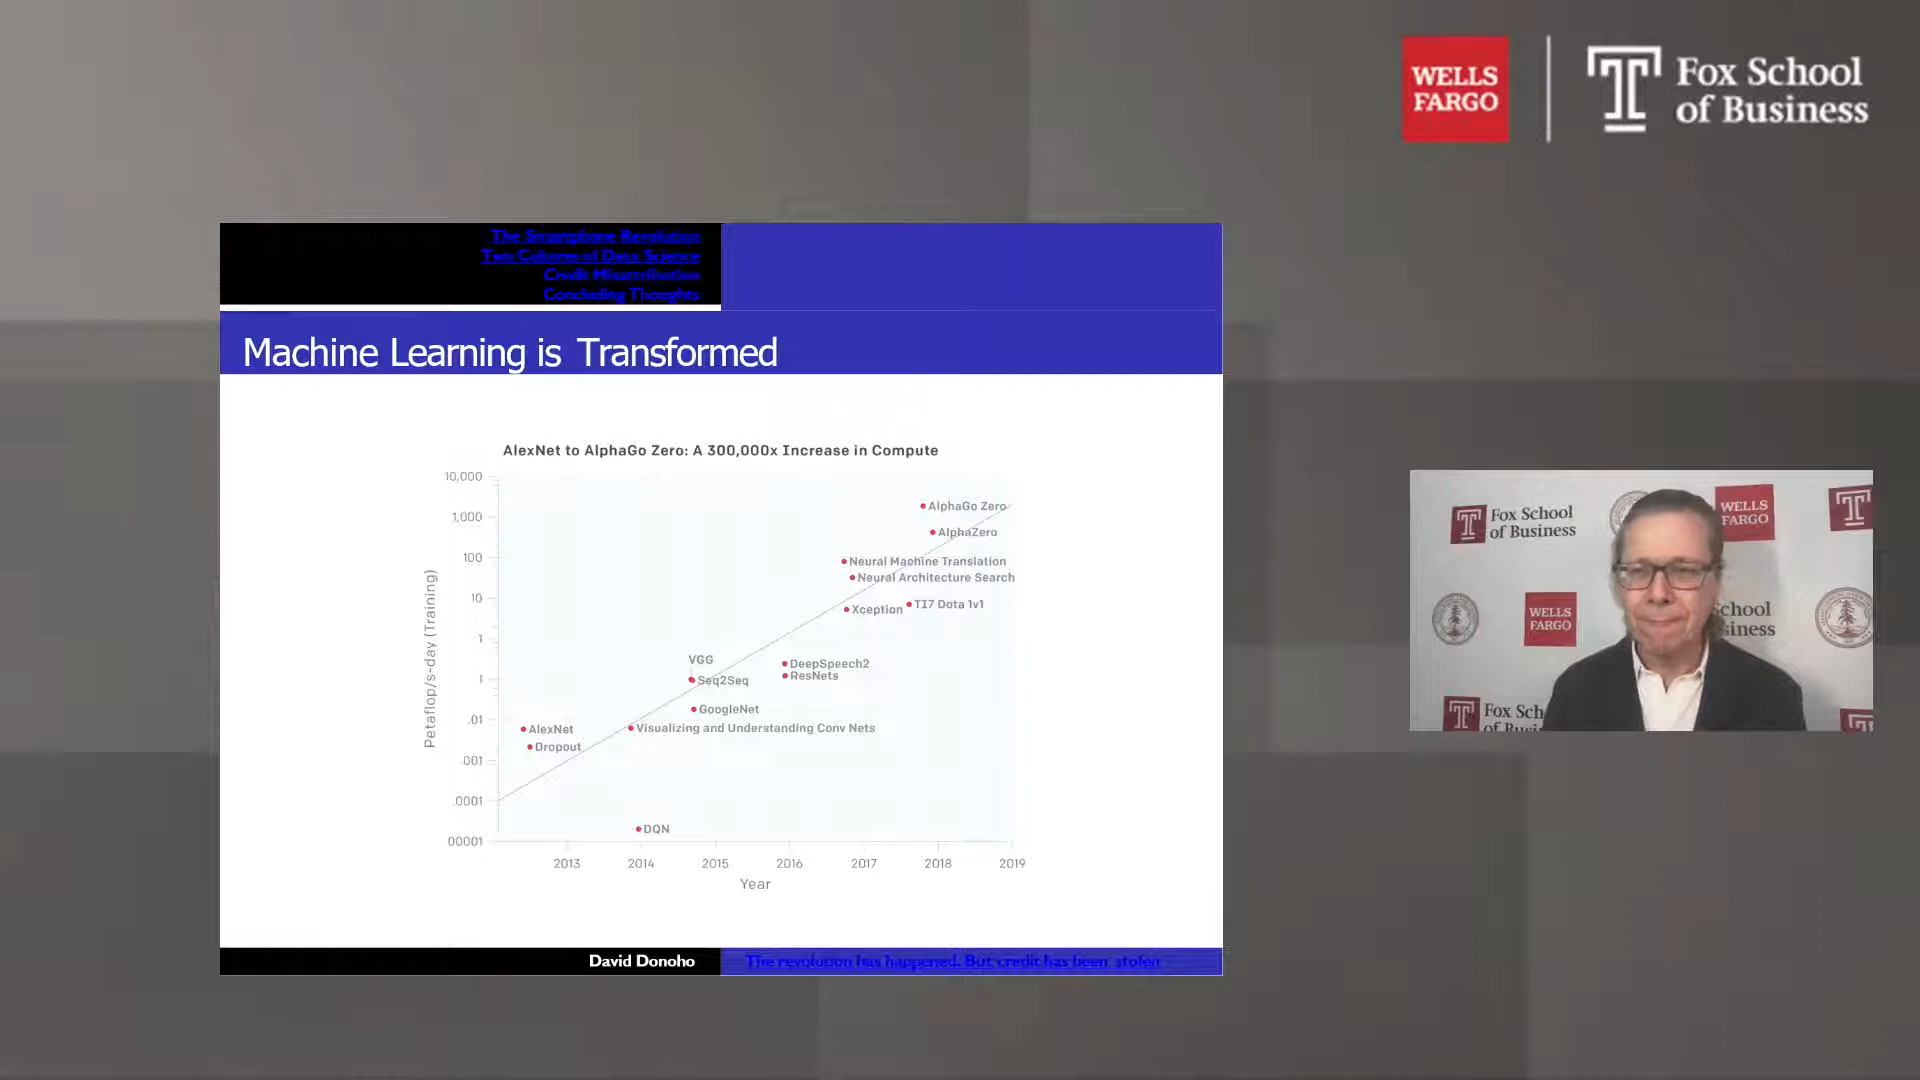 WELLS
FARGO
Fox School
of Business
The Smartphone Revolution
Two Cultures of Data Science
Credit Misattribution
Concluding Thoughts
Machine Learning is Transformed
AlexNet to AlphaGo Zero: A 300,000x Increase in Compute
10,000
1,000
100
10
1
1
.01
.001
.0001
00001
Petaflop/s-day (Training)
AlphaGo Zero
AlphaZero
Neural Machine Translation
Neural Architecture Search
Xception
TI7 Dota 1v1
VGG
Seq2Seq
DeepSpeech2
ResNets
GoogleNet
Visualizing and Understanding Conv Nets
AlexNet
Dropout
DQN
2013 2014 2015 2016 2017 2018 2019
Year
David Donoho
The revolution has happened. But credit has been stolen
Fox School
of Business
WELLS
FARGO
WELLS
FARGO
School
siness
Fox Sch
of Busi